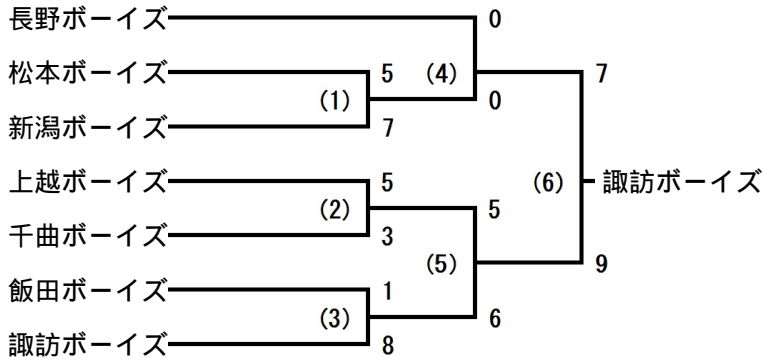 長野ボーイズ 0
松本ボーイズ 5 (4) 7
(1) 0
新潟ボーイズ 7
上越ボーイズ 5 (6) 諏訪ボーイズ
(2) 5
千曲ボーイズ 3
(5) 9
飯田ボーイズ 1
(3) 6
諏訪ボーイズ 8